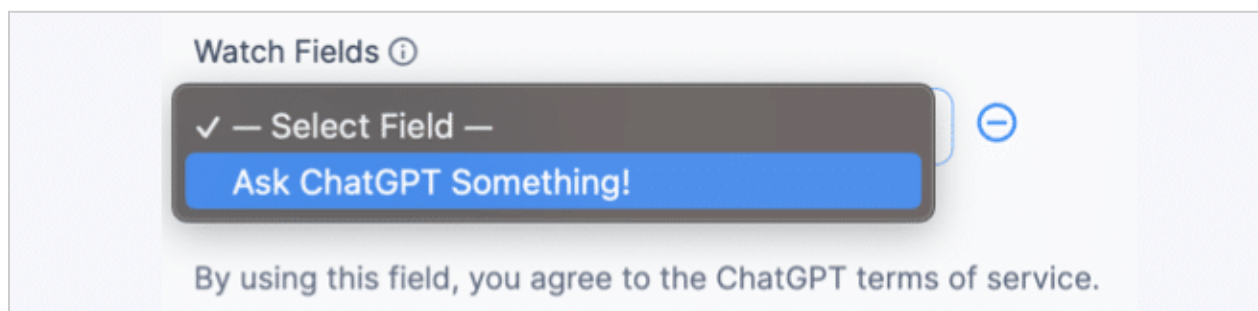 Watch Fields
✓ — Select Field —
Ask ChatGPT Something!
By using this field, you agree to the ChatGPT terms of service.